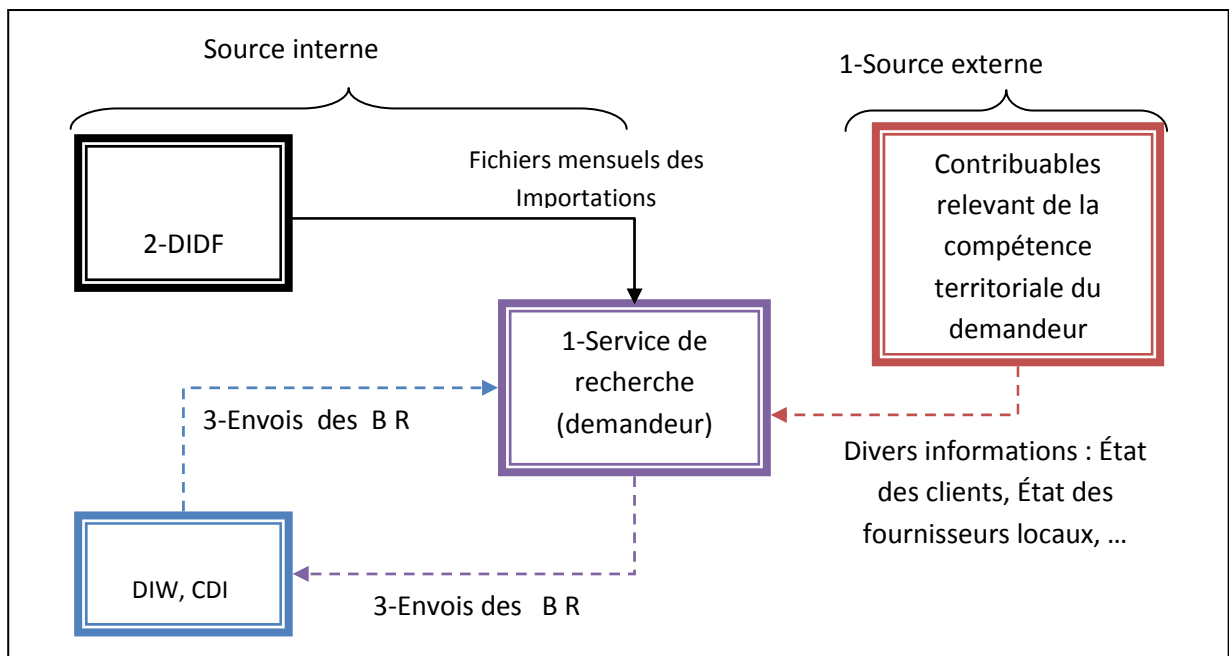 Source interne
1-Source externe
Fichiers mensuels des
Importations
2-DIDF
Contribuables
relevant de la
compétence
territoriale du
demandeur
1-Service de
recherche
(demandeur)
3-Envois des B R
Divers informations : État
des clients, État des
fournisseurs locaux, …
DIW, CDI
3-Envois des B R